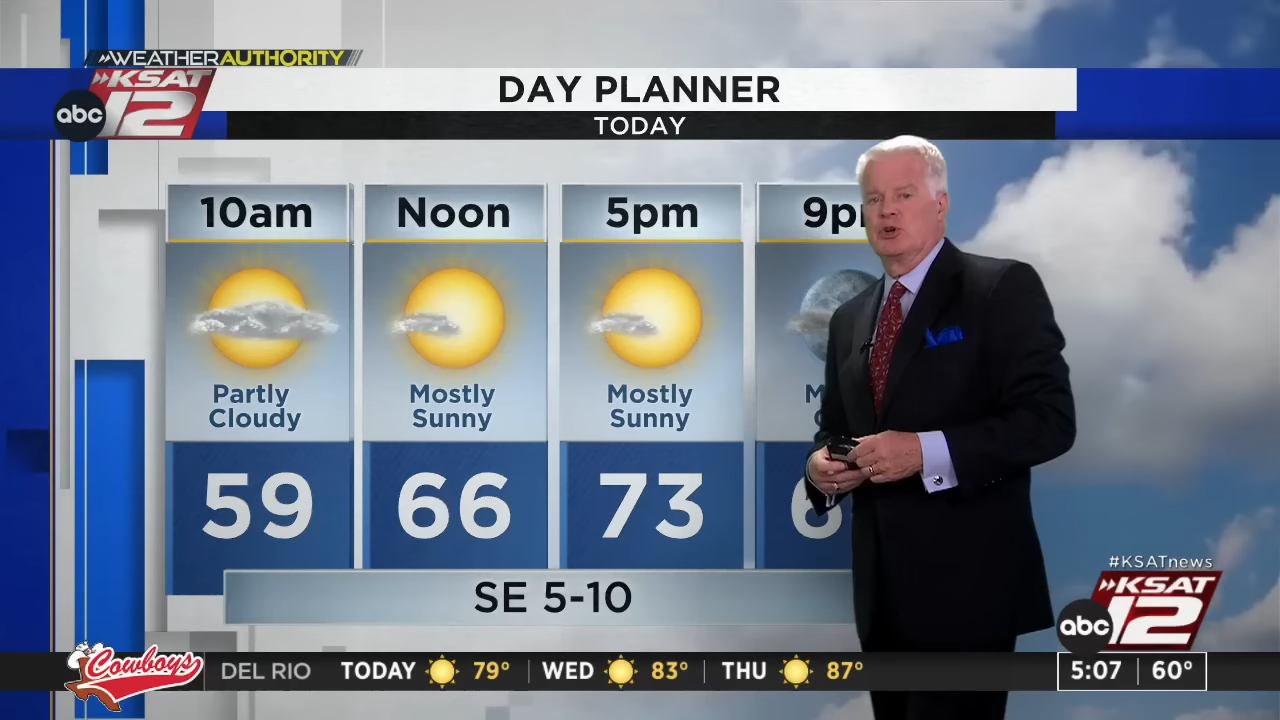 WEATHERAUTHORITY
KSAT
abc 12
DAY PLANNER
TODAY
10am Noon 5pm
Partly Cloudy
Mostly Sunny
Mostly Sunny
59 66 73
SE 5-10
#KSATnews
KSAT
abc 12
Cowboys DEL RIO TODAY 79° WED 83° THU 87° 5:07 60°